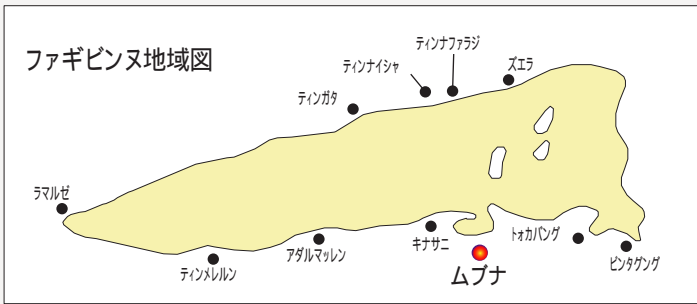 ファギビンヌ地域図
ティンナファラジ
ティンナイシャ
ズエラ
ティンガタ
ラマルゼ
キナサニ
トォカバング
アダルマッレン
ティンメレルン
ムブナ
ビンタグング